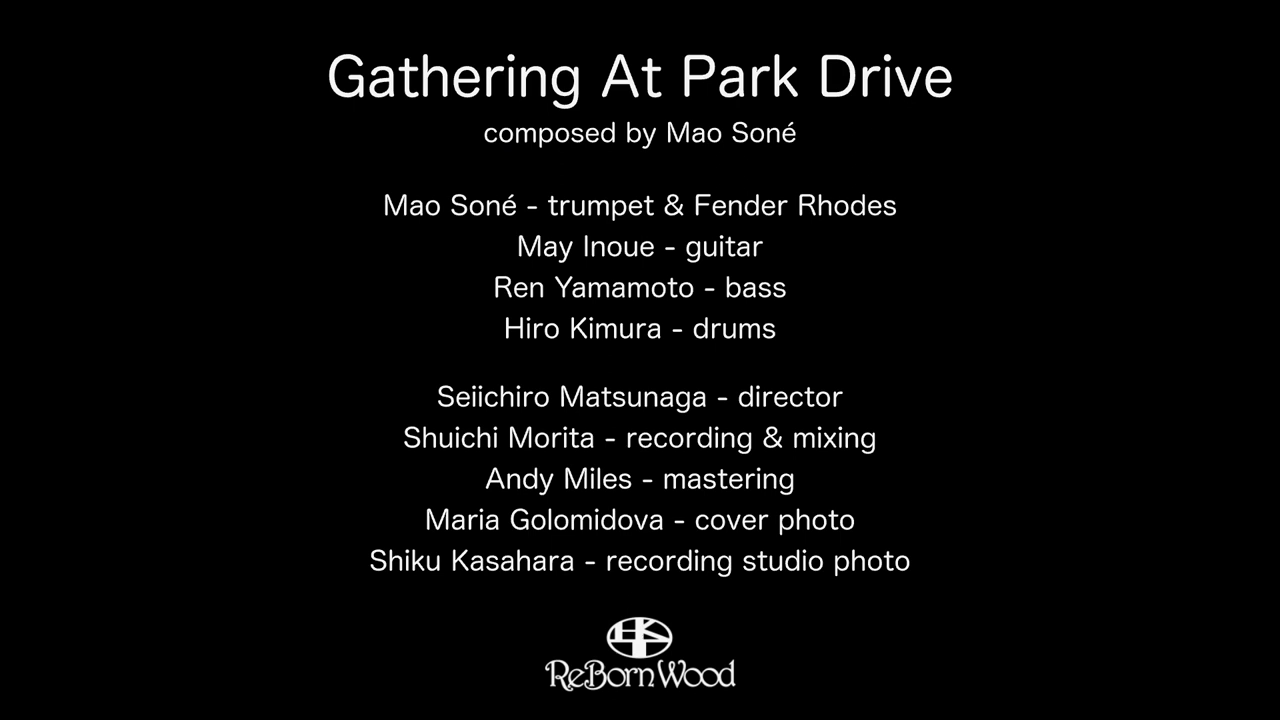 Gathering At Park Drive
composed by Mao Soné
Mao Soné - trumpet & Fender Rhodes
May Inoue - guitar
Ren Yamamoto - bass
Hiro Kimura - drums
Seiichiro Matsunaga - director
Shuichi Morita - recording & mixing
Andy Miles - mastering
Maria Golomidova - cover photo
Shiku Kasahara - recording studio photo
ReBornWood